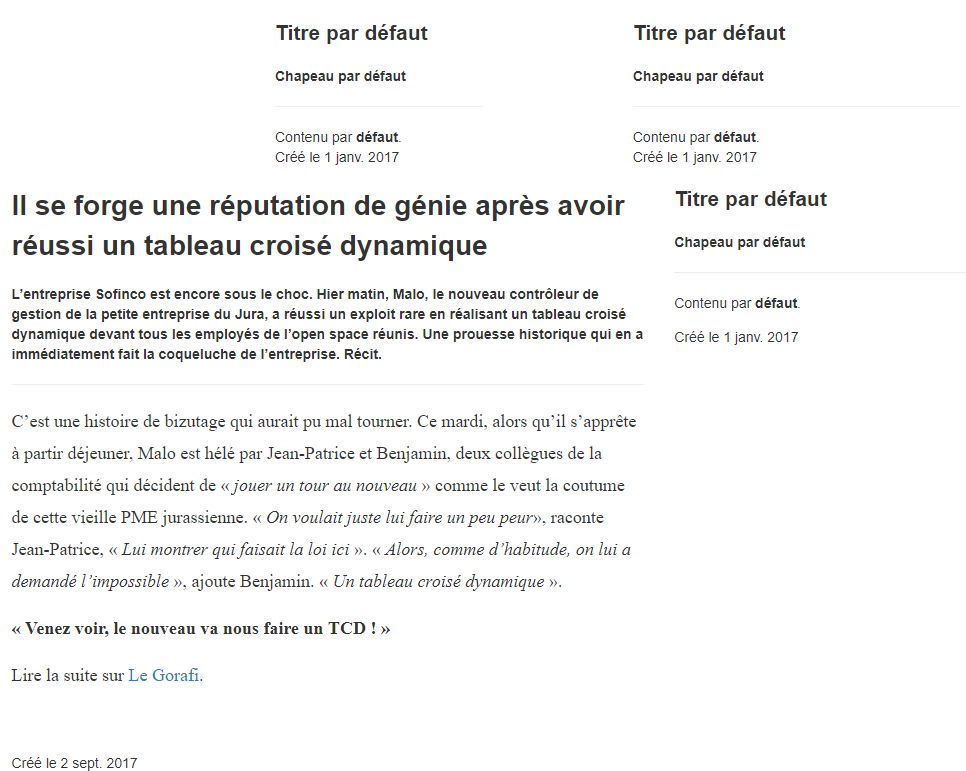 Titre par défaut
Chapeau par défaut
Contenu par défaut.
Créé le 1 janv. 2017
Titre par défaut
Chapeau par défaut
Contenu par défaut.
Créé le 1 janv. 2017
Il se forge une réputation de génie après avoir
réussi un tableau croisé dynamique
L’entreprise Sofinco est encore sous le choc. Hier matin, Malo, le nouveau contrôleur de
gestion de la petite entreprise du Jura, a réussi un exploit rare en réalisant un tableau croisé
dynamique devant tous les employés de l’open space réunis. Une prouesse historique qui en a
immédiatement fait la coqueluche de l’entreprise. Récit.
C’est une histoire de bizutage qui aurait pu mal tourner. Ce mardi, alors qu’il s’apprête
à partir déjeuner, Malo est hélé par Jean-Patrice et Benjamin, deux collègues de la
comptabilité qui décident de « jouer un tour au nouveau » comme le veut la coutume
de cette vieille PME jurassienne. « On voulait juste lui faire un peu peur», raconte
Jean-Patrice, « Lui montrer qui faisait la loi ici ». « Alors, comme d’habitude, on lui a
demandé l’impossible », ajoute Benjamin. « Un tableau croisé dynamique ».
« Venez voir, le nouveau va nous faire un TCD ! »
Lire la suite sur Le Gorafi.
Créé le 2 sept. 2017
Titre par défaut
Chapeau par défaut
Contenu par défaut.
Créé le 1 janv. 2017